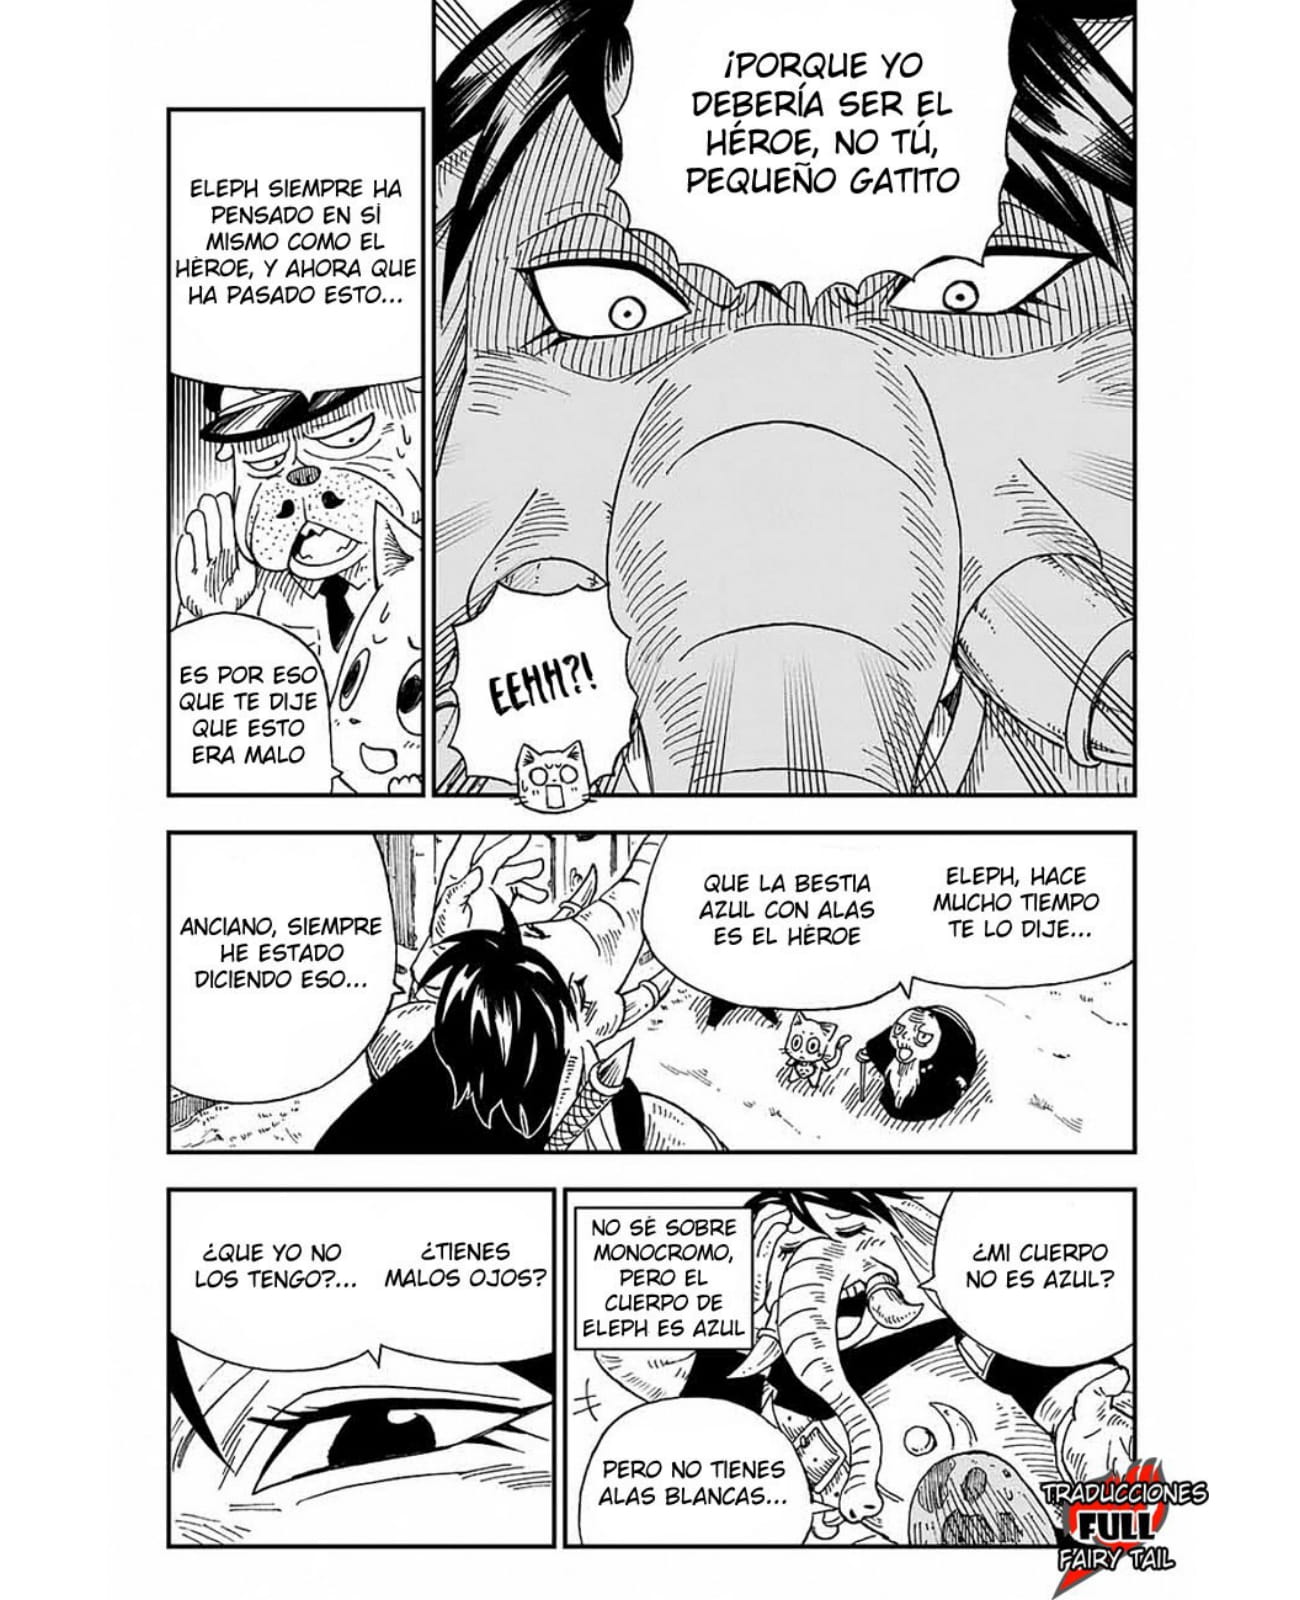 ¡PORQUE YO
DEBERÍA SER EL
HÉROE, NO TÚ,
PEQUEÑO GATITO
EEHH?!
ELEPH SIEMPRE HA
PENSADO EN SÍ
MISMO COMO EL
HÉROE, Y AHORA QUE
HA PASADO ESTO...
ES POR ESO
QUE TE DIJE
QUE ESTO
ERA MALO
ELEPH, HACE
MUCHO TIEMPO
TE LO DIJE...
QUE LA BESTIA
AZUL CON ALAS
ES EL HÉROE
ANCIANO, SIEMPRE
HE ESTADO
DICIENDO ESO...
¿MI CUERPO
NO ES AZUL?
NO SÉ SOBRE
MONOCROMO,
PERO EL
CUERPO DE
ELEPH ES AZUL
PERO NO TIENES
ALAS BLANCAS...
¿TIENES
MALOS OJOS?
¿QUE YO NO
LOS TENGO?...
TRADUCCIONES
FULL
FAIRY TAIL